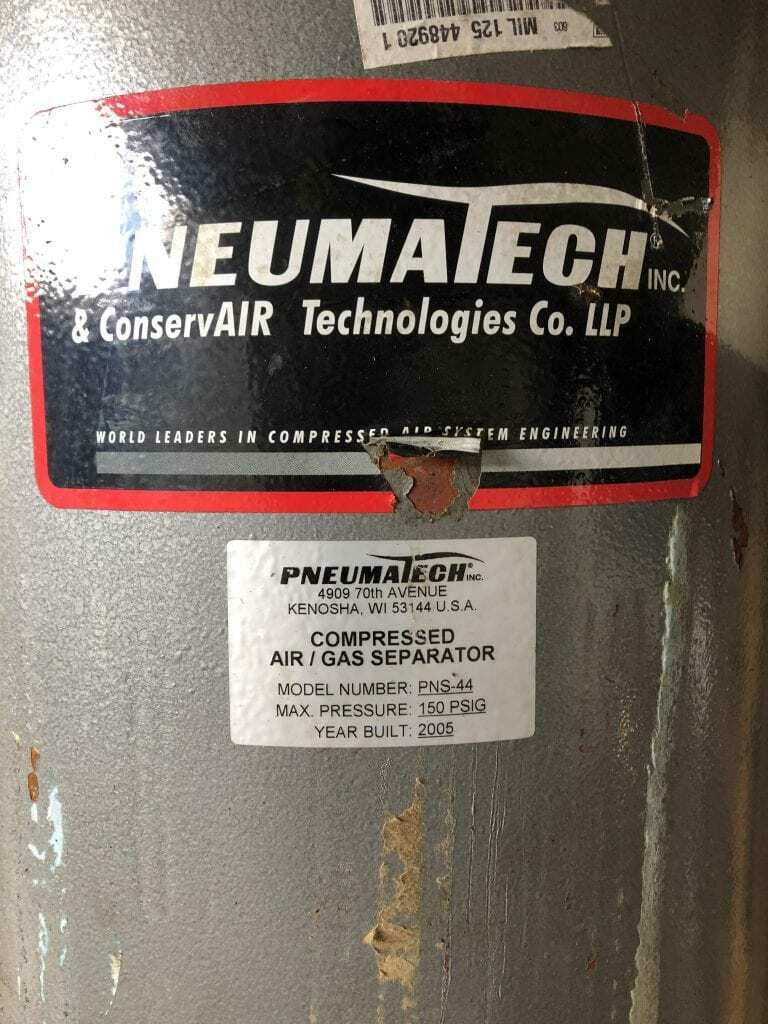 603 MIL 125 448920 1
PNEUMATECH INC.
& ConservAIR Technologies Co. LLP
WORLD LEADERS IN COMPRESSED AIR SYSTEM ENGINEERING
PNEUMATECH® INC.
4909 70th AVENUE
KENOSHA, WI 53144 U.S.A.
COMPRESSED
AIR / GAS SEPARATOR
MODEL NUMBER: PNS-44
MAX. PRESSURE: 150 PSIG
YEAR BUILT: 2005